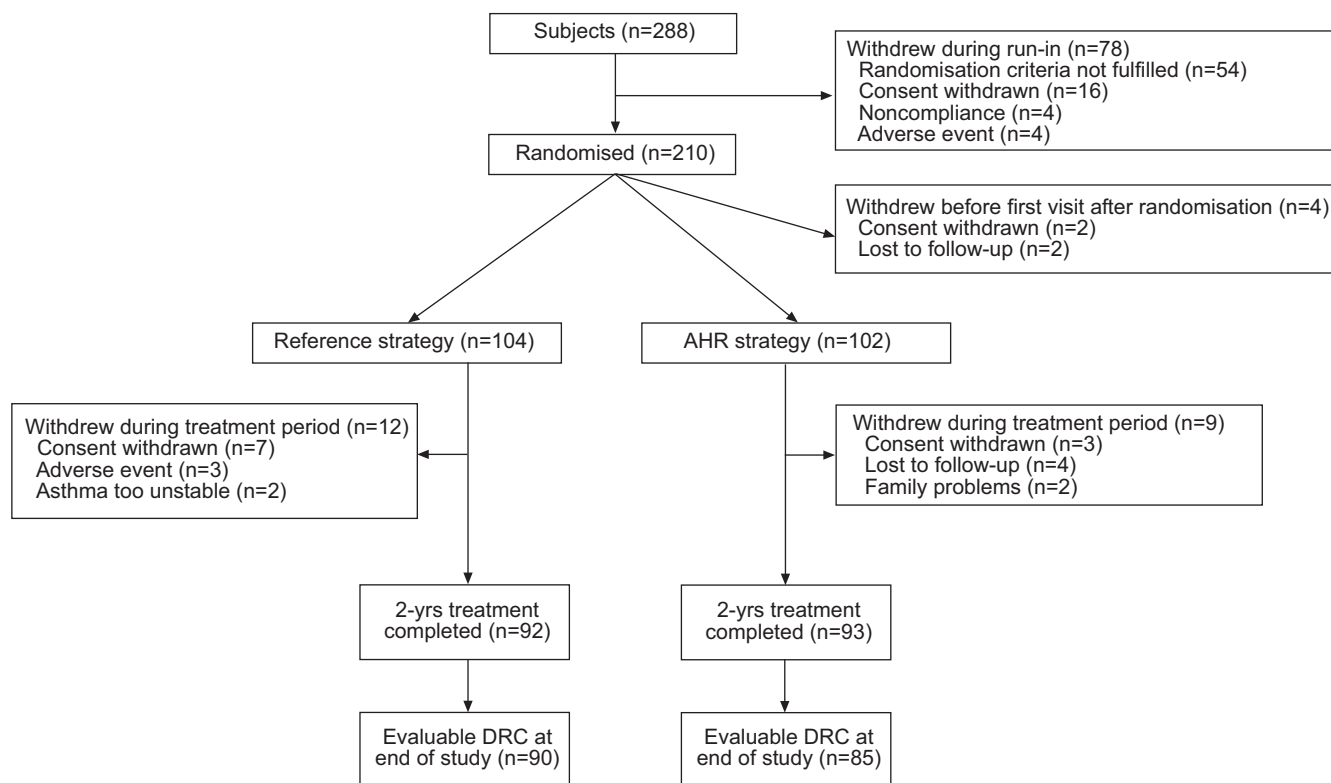 Subjects (n=288)
Withdrew during run-in (n=78)
Randomisation criteria not fulfilled (n=54)
Consent withdrawn (n=16)
Noncompliance (n=4)
Adverse event (n=4)
Randomised (n=210)
Withdrew before first visit after randomisation (n=4)
Consent withdrawn (n=2)
Lost to follow-up (n=2)
Reference strategy (n=104)
AHR strategy (n=102)
Withdrew during treatment period (n=12)
Consent withdrawn (n=7)
Adverse event (n=3)
Asthma too unstable (n=2)
Withdrew during treatment period (n=9)
Consent withdrawn (n=3)
Lost to follow-up (n=4)
Family problems (n=2)
2-yrs treatment
completed (n=92)
2-yrs treatment
completed (n=93)
Evaluable DRC at
end of study (n=90)
Evaluable DRC at
end of study (n=85)